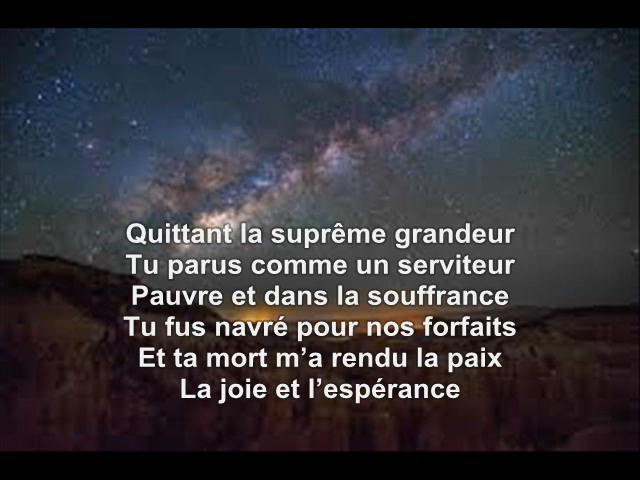 Quittant la suprême grandeur
Tu parus comme un serviteur
Pauvre et dans la souffrance
Tu fus navré pour nos forfaits
Et ta mort m’a rendu la paix
La joie et l’espérance